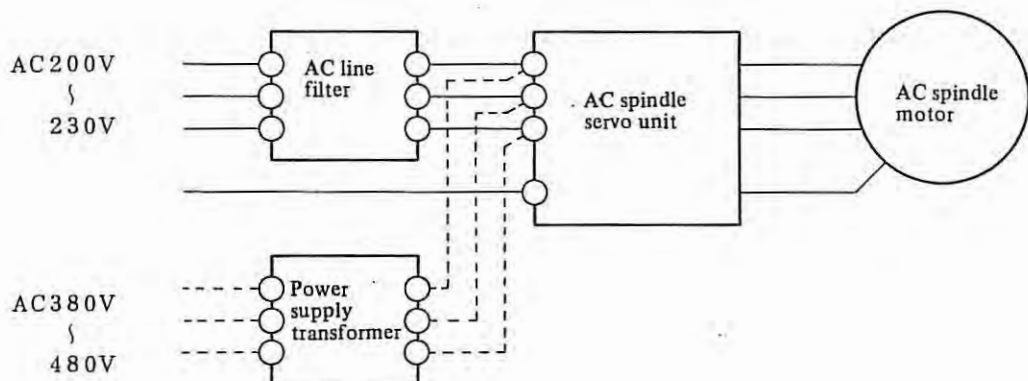 AC200V
∫
230V
AC line
filter
AC spindle
servo unit
AC spindle
motor
AC380V
∫
480V
Power
supply
transformer